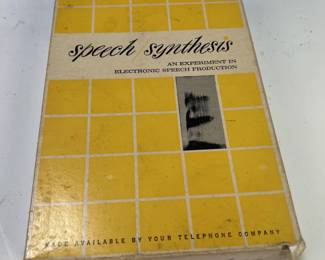 speech synthesis
AN EXPERIMENT IN
ELECTRONIC SPEECH PRODUCTION
MADE AVAILABLE BY YOUR TELEPHONE COMPANY